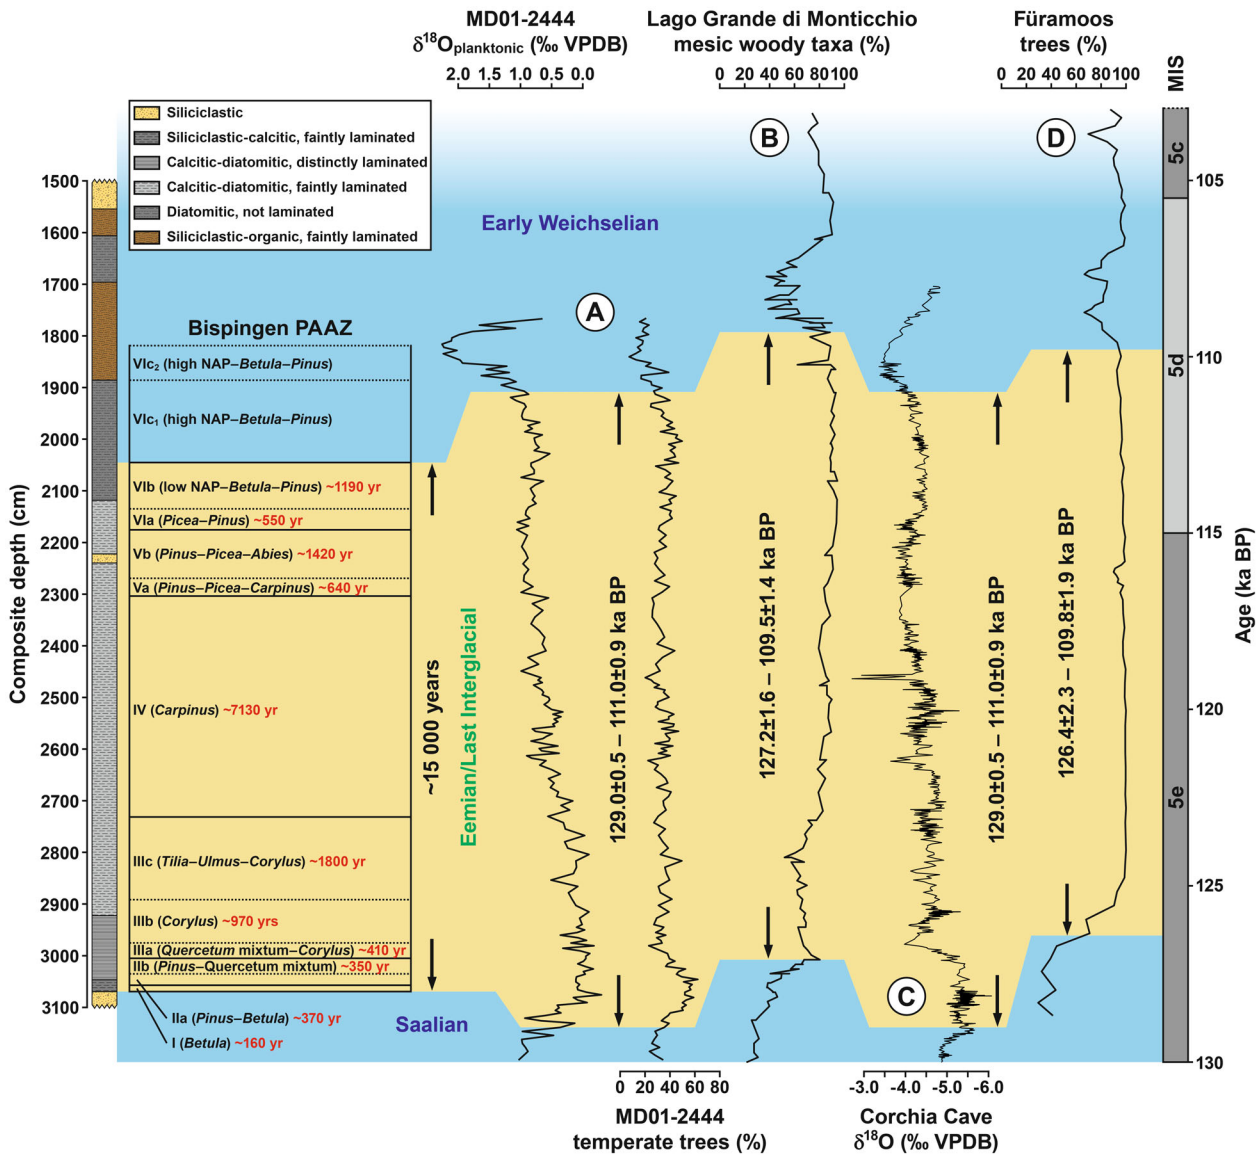 MD01-2444
δ18Oplanktonic (‰ VPDB)
2.0 1.5 1.0 0.5 0.0
Lago Grande di Monticchio
mesic woody taxa (%)
0 20 40 60 80 100
Füramoos
trees (%)
0 20 40 60 80 100
MIS
Siliciclastic
Siliciclastic-calcitic, faintly laminated
Calcitic-diatomitic, distinctly laminated
Calcitic-diatomitic, faintly laminated
Diatomitic, not laminated
Siliciclastic-organic, faintly laminated
A
B
C
D
Early Weichselian
Bispingen PAAZ
VIc2 (high NAP–Betula–Pinus)
VIc1 (high NAP–Betula-Pinus)
VIb (low NAP–Betula–Pinus) ~1190 yr
VIa (Picea–Pinus) ~550 yr
Vb (Pinus–Picea–Abies) ~1420 yr
Va (Pinus–Picea–Carpinus) ~640 yr
IV (Carpinus) ~7130 yr
IIIc (Tilia–Ulmus–Corylus) ~1800 yr
IIIb (Corylus) ~970 yrs
IIIa (Quercetum mixtum–Corylus) ~410 yr
IIb (Pinus–Quercetum mixtum) ~350 yr
IIa (Pinus–Betula) ~370 yr
I (Betula) ~160 yr
Composite depth (cm)
1500
1600
1700
1800
1900
2000
2100
2200
2300
2400
2500
2600
2700
2800
2900
3000
3100
~15 000 years
Eemian/Last Interglacial
129.0±0.5 – 111.0±0.9 ka BP
127.2±1.6 – 109.5±1.4 ka BP
129.0±0.5 – 111.0±0.9 ka BP
126.4±2.3 – 109.8±1.9 ka BP
Saalian
5c
5d
5e
105
110
115
120
125
130
Age (ka BP)
0 20 40 60 80
MD01-2444
temperate trees (%)
-3.0 -4.0 -5.0 -6.0
Corchia Cave
δ18O (‰ VPDB)